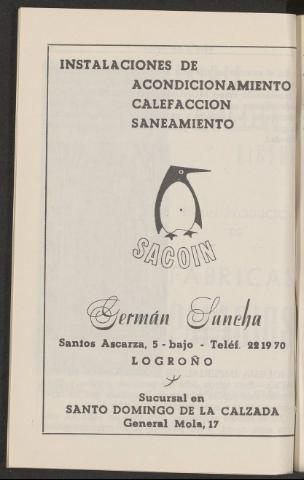 INSTALACIONES DE
ACONDICIONAMIENTO
CALEFACCION
SANEAMIENTO
SACOIN
Germán Sancha
Santos Ascarza, 5 - bajo - Teléf. 22 19 70
LOGROÑO
Sucursal en
SANTO DOMINGO DE LA CALZADA
General Mola, 17